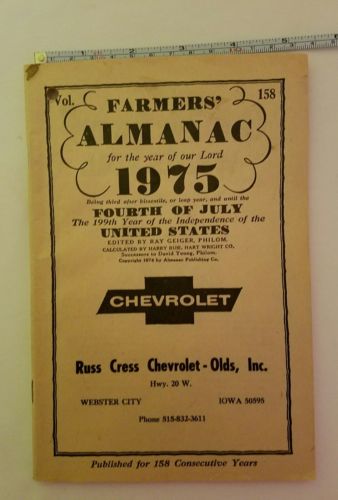 Vol. 158
FARMERS'
ALMANAC
for the year of our Lord
1975
Being third after bissextile, or leap year, and until the
FOURTH OF JULY
The 199th Year of the Independence of the
UNITED STATES
EDITED BY RAY GEIGER, PHILOM.
CALCULATED BY HARRY BUIE, HART WRIGHT CO.
Successors to David Young, Philom.
Copyright 1974 by Almanac Publishing Co.
CHEVROLET
Russ Cress Chevrolet - Olds, Inc.
Hwy. 20 W.
WEBSTER CITY IOWA 50595
Phone 515-832-3611
Published for 158 Consecutive Years